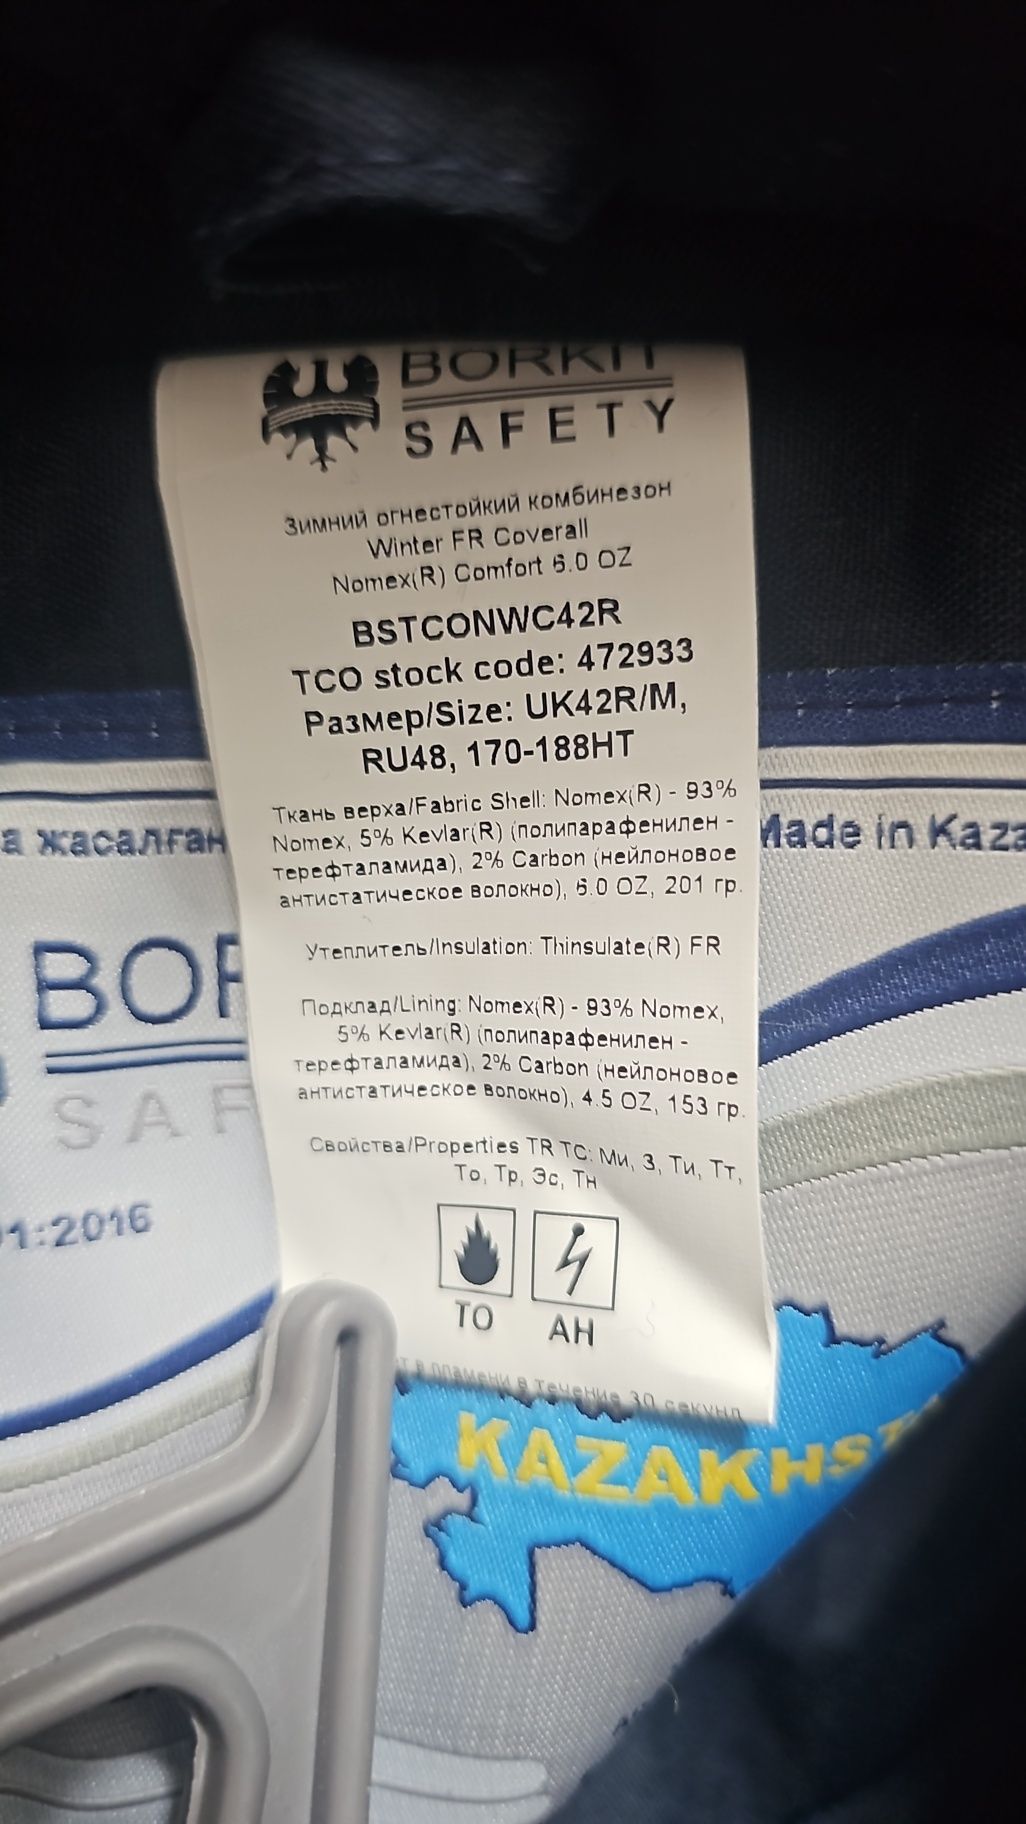 BORKIT
SAFETY
Зимний огнестойкий комбинезон
Winter FR Coverall
Nomex(R) Comfort 6.0 OZ
BSTCONWC42R
TCO stock code: 472933
Размер/Size: UK42R/M,
RU48, 170-188HT
Ткань верха/Fabric Shell: Nomex(R) - 93%
Nomex, 5% Kevlar(R) (полипарафенилен -
терефталамида), 2% Carbon (нейлоновое
антистатическое волокно), 6.0 OZ, 201 гр.
Утеплитель/Insulation: Thinsulate(R) FR
Подклад/Lining: Nomex(R) - 93% Nomex,
5% Kevlar(R) (полипарафенилен -
терефталамида), 2% Carbon (нейлоновое
антистатическое волокно), 4.5 OZ, 153 гр.
Свойства/Properties TR TC: Ми, З, Ти, Тт,
То, Тр, Эс, Тн
ТО АН
в пламени в течение 30 секунд
жасалған
Made in Kaza
BOR
SAF
1:2016
KAZAKHST